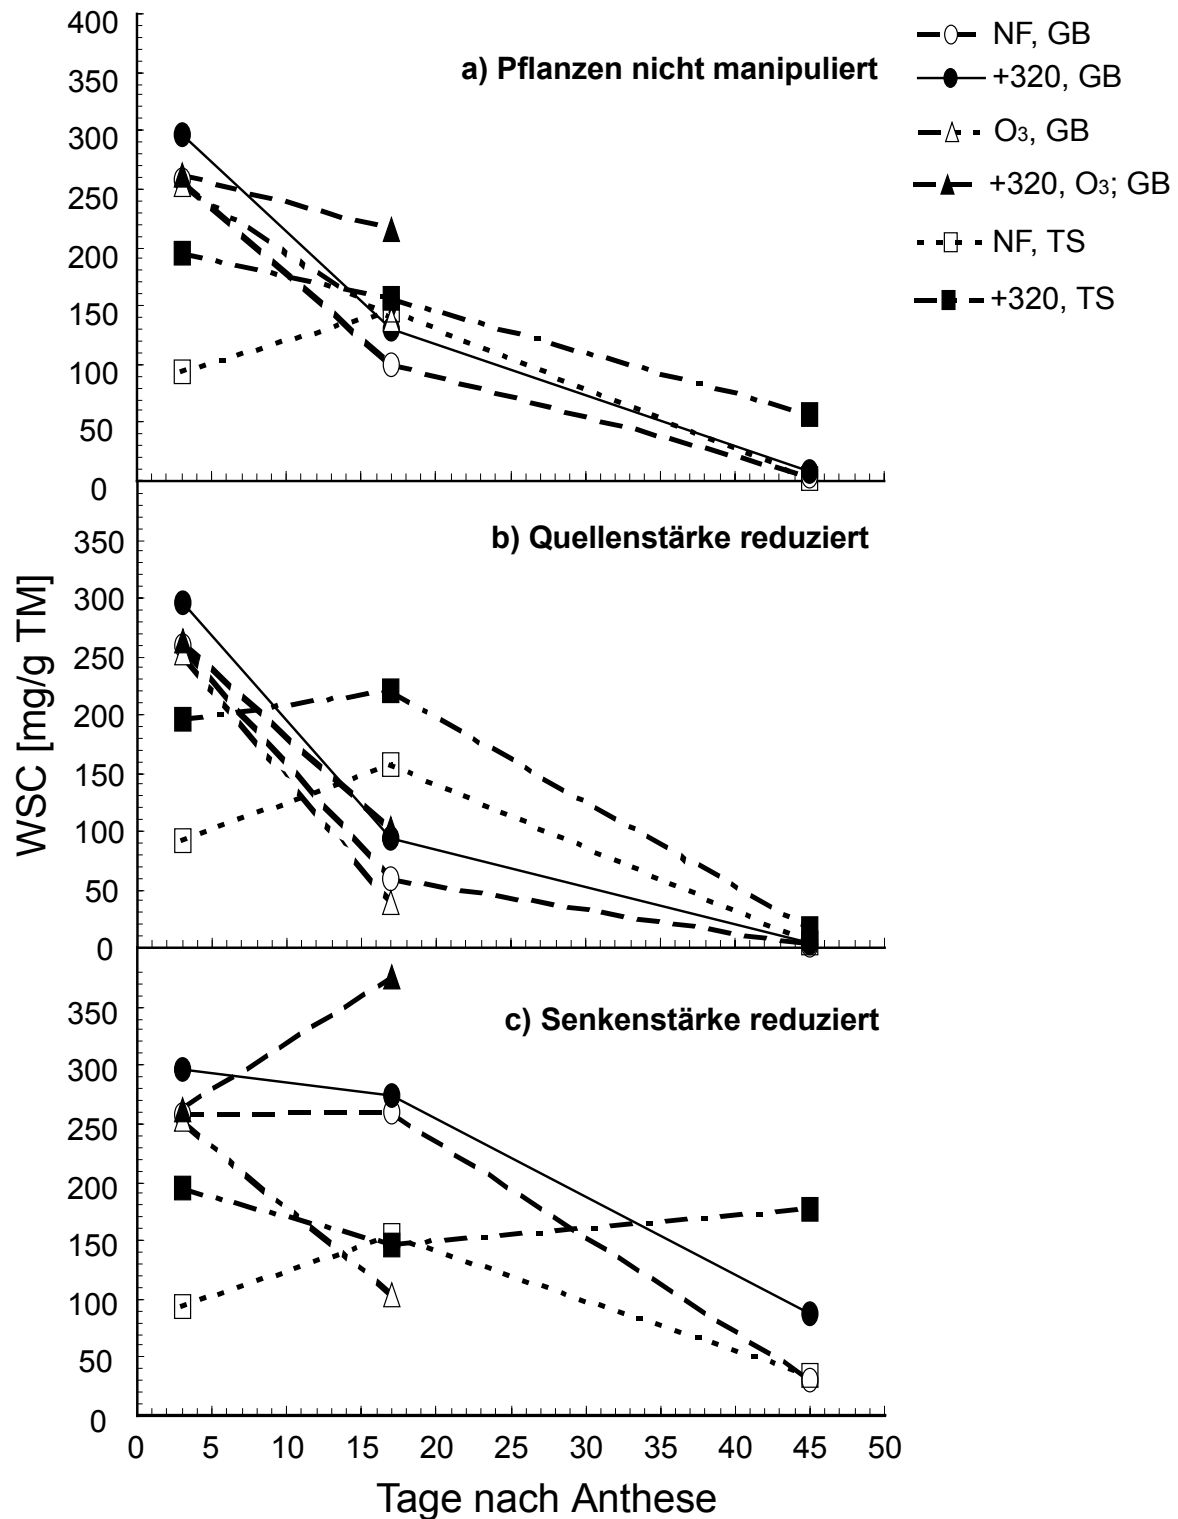 400
350
300
250
200
150
100
50
0
a) Pflanzen nicht manipuliert
NF, GB
+320, GB
O₃, GB
+320, O₃; GB
NF, TS
+320, TS
350
300
250
200
150
100
50
0
b) Quellenstärke reduziert
WSC [mg/g TM]
350
300
250
200
150
100
50
0
c) Senkenstärke reduziert
0 5 10 15 20 25 30 35 40 45 50
Tage nach Anthese